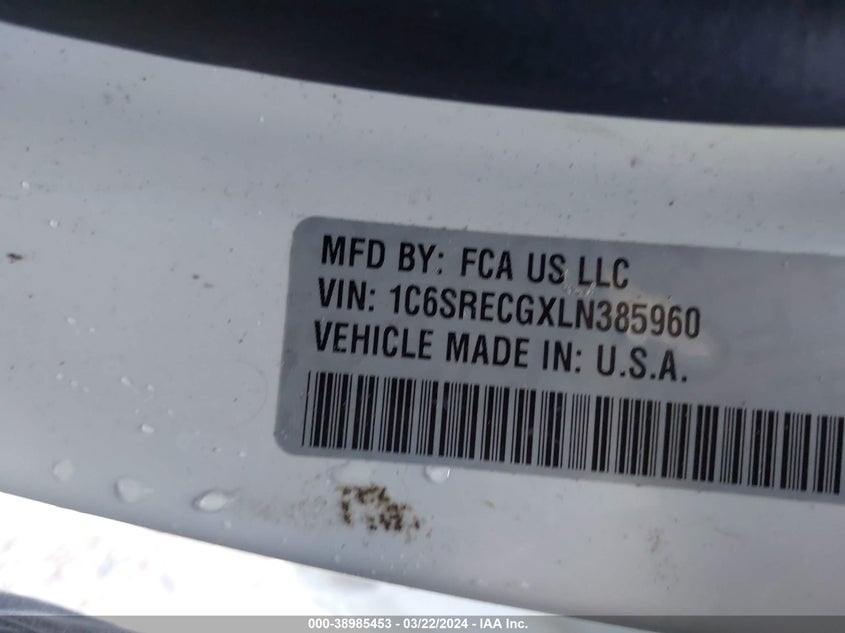 MFD BY: FCA US LLC
VIN: 1C6SRECGXLN385960
VEHICLE MADE IN: U.S.A.
000-38985453 - 03/22/2024 - IAA Inc.